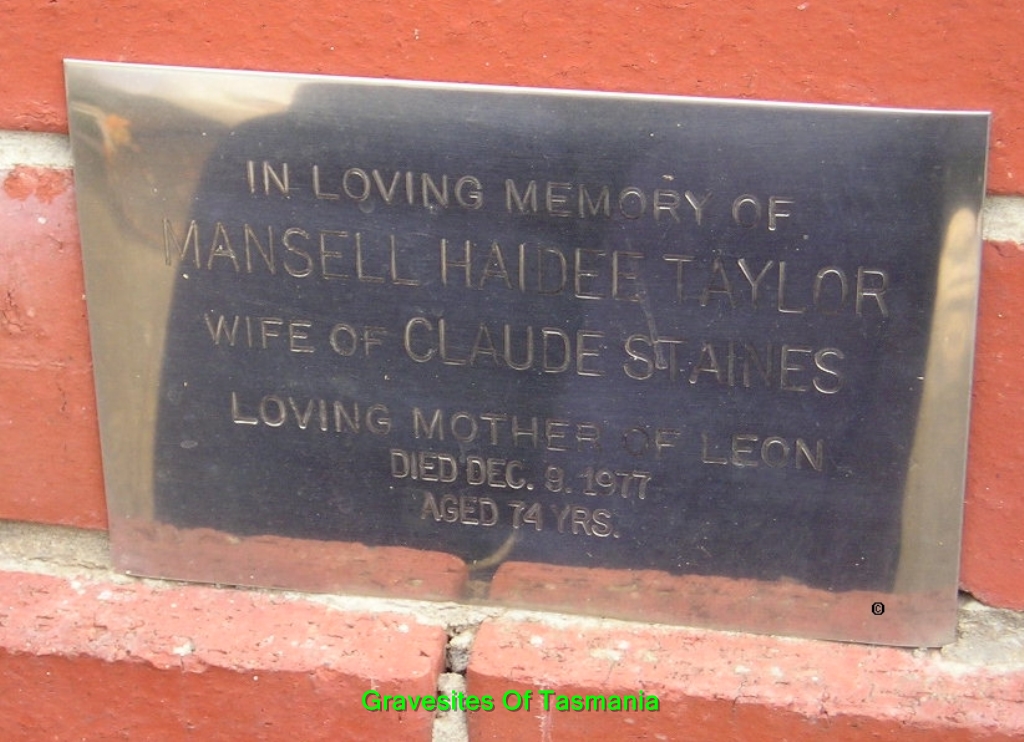 IN LOVING MEMORY OF
MANSELL HAIDEE TAYLOR
WIFE OF CLAUDE STAINES
LOVING MOTHER OF LEON
DIED DEC. 9. 1977
AGED 74 YRS.
©
Gravesites Of Tasmania